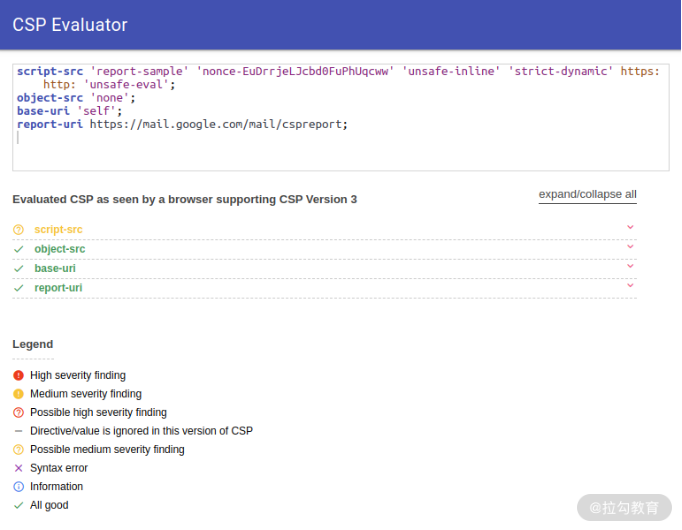 CSP Evaluator
script-src 'report-sample' 'nonce-EuDrrjeLJcbd0FuPhUqcww' 'unsafe-inline' 'strict-dynamic' https:
http: 'unsafe-eval';
object-src 'none';
base-uri 'self';
report-uri https://mail.google.com/mail/cspreport;
Evaluated CSP as seen by a browser supporting CSP Version 3
expand/collapse all
script-src
object-src
base-uri
report-uri
Legend
High severity finding
Medium severity finding
Possible high severity finding
Directive/value is ignored in this version of CSP
Possible medium severity finding
Syntax error
Information
All good
@拉勾教育